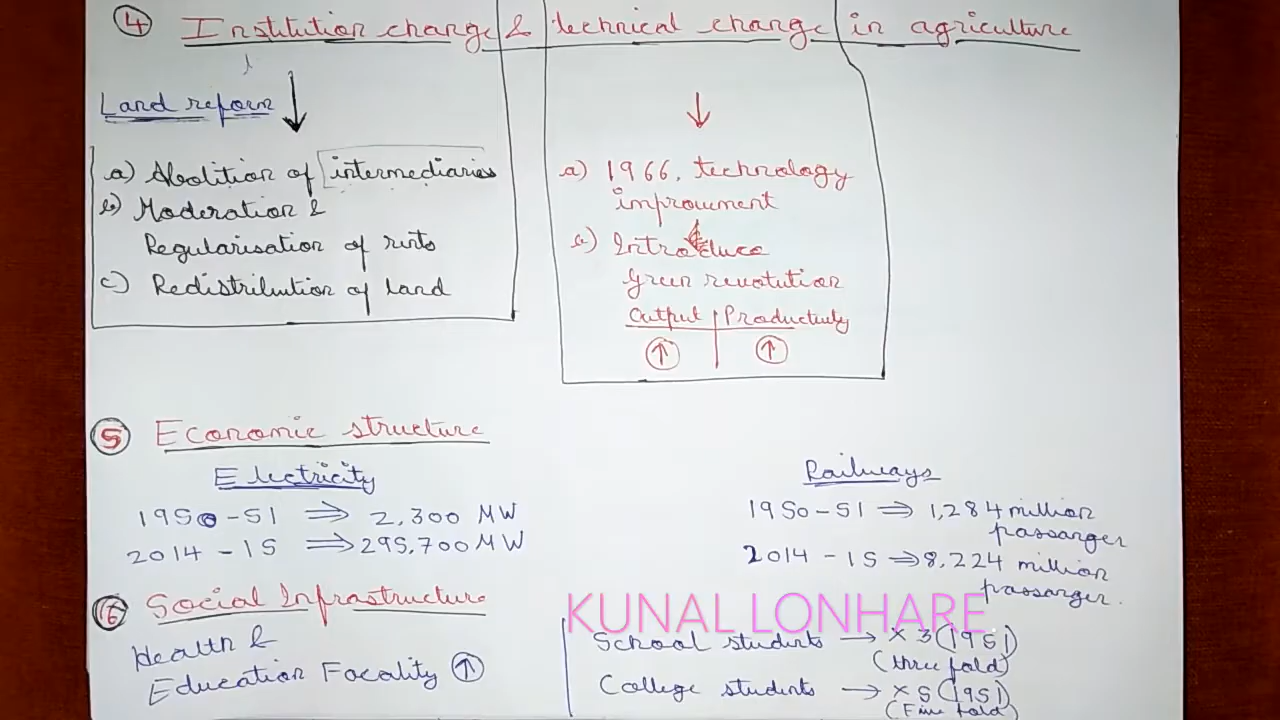 ④ Institution change & technical change in agriculture
Land reform
a) Abolition of intermediaries
b) Moderation &
Regularisation of rents
c) Redistribution of land
a) 1966, technology
improvement
b) Introduce
Green revolution
Output | Productivity
↑ ↑
⑤ Economic structure
Electricity
1950-51 ⇒ 2,300 MW
2014-15 ⇒ 295,700 MW
Railways
1950-51 ⇒ 1,284 million
passanger
2014-15 ⇒ 8,224 million
passanger.
⑥ Social Infrastructure
Health &
Education Facality ↑
KUNAL LONHARE
School students → × 3 (1951)
(three fold)
College students → × 5 (1951)
(Five fold)